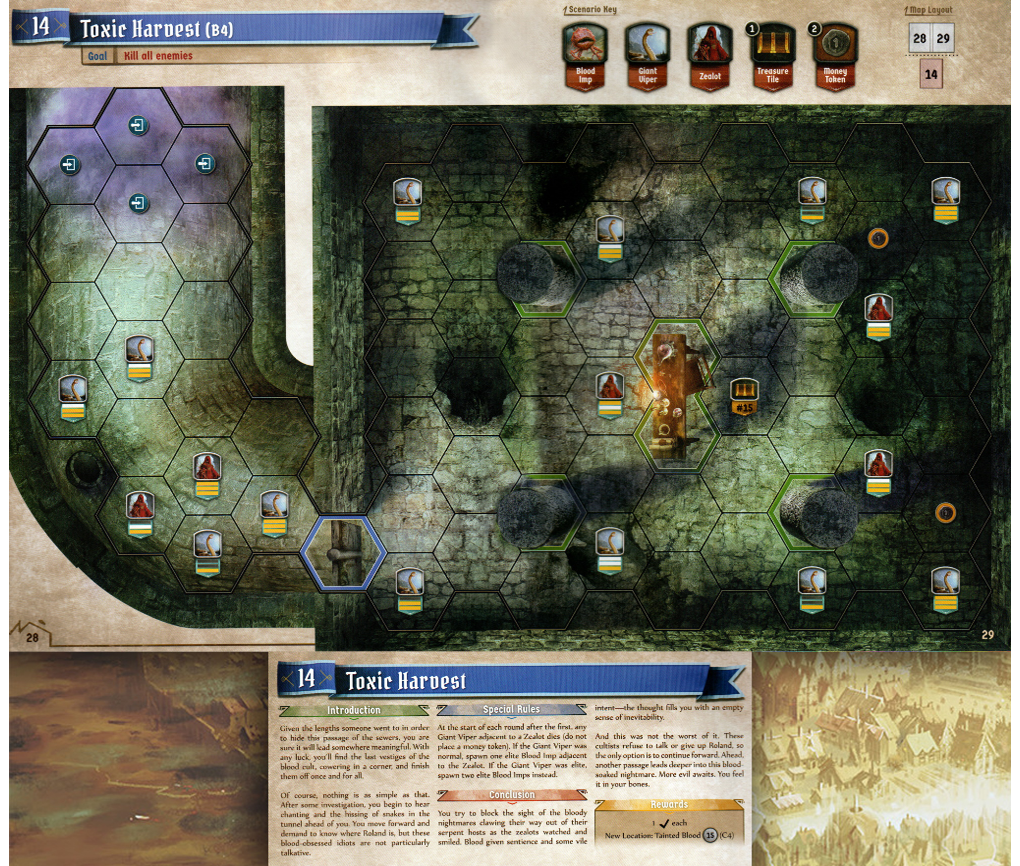 14
Toxic Harvest (B4)
Goal
Kill all enemies
Scenario Key
Blood
Imp
Giant
Viper
Zealot
1
Treasure
Tile
2
1
Money
Token
Map Layout
28
29
14
#15
28
29
14
Toxic Harvest
Introduction
Given the lengths someone went to in order
to hide this passage of the sewers, you are
sure it will lead somewhere meaningful. With
any luck, you'll find the last vestiges of the
blood cult, cowering in a corner, and finish
them off once and for all.
Of course, nothing is as simple as that.
After some investigation, you begin to hear
chanting and the hissing of snakes in the
tunnel ahead of you. You move forward and
demand to know where Roland is, but these
blood-obsessed idiots are not particularly
talkative.
Special Rules
At the start of each round after the first, any
Giant Viper adjacent to a Zealot dies (do not
place a money token). If the Giant Viper was
normal, spawn one elite Blood Imp adjacent
to the Zealot. If the Giant Viper was elite,
spawn two elite Blood Imps instead.
Conclusion
You try to block the sight of the bloody
nightmares clawing their way out of their
serpent hosts as the zealots watched and
smiled. Blood given sentience and some vile
intent—the thought fills you with an empty
sense of inevitability.
And this was not the worst of it. These
cultists refuse to talk or give up Roland, so
the only option is to continue forward. Ahead,
another passage leads deeper into this blood-
soaked nightmare. More evil awaits. You feel
it in your bones.
Rewards
1 ✓ each
New Location: Tainted Blood 15 (C4)